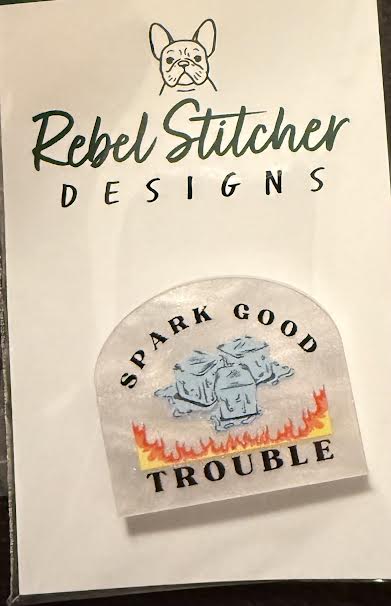 Rebel Stitcher
DESIGNS
SPARK GOOD
TROUBLE